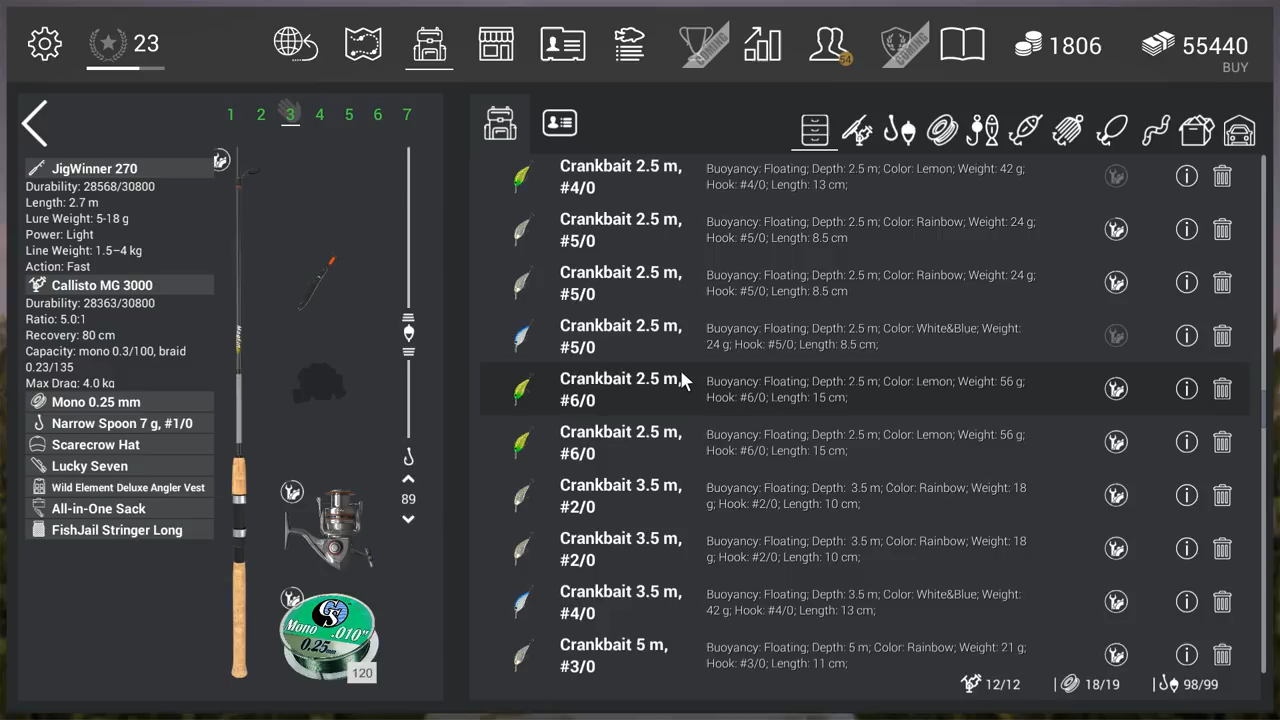 23
COMING
54
COMING
1806
55440
BUY
1 2 3 4 5 6 7
JigWinner 270
Durability: 28568/30800
Length: 2.7 m
Lure Weight: 5-18 g
Power: Light
Line Weight: 1.5–4 kg
Action: Fast
Callisto MG 3000
Durability: 28363/30800
Ratio: 5.0:1
Recovery: 80 cm
Capacity: mono 0.3/100, braid
0.23/135
Max Drag: 4.0 kg
Mono 0.25 mm
Narrow Spoon 7 g, #1/0
Scarecrow Hat
Lucky Seven
Wild Element Deluxe Angler Vest
All-in-One Sack
FishJail Stringer Long
89
Mono .010"
0.25mm
120
Crankbait 2.5 m,
#4/0
Buoyancy: Floating; Depth: 2.5 m; Color: Lemon; Weight: 42 g;
Hook: #4/0; Length: 13 cm;
Crankbait 2.5 m,
#5/0
Buoyancy: Floating; Depth: 2.5 m; Color: Rainbow; Weight: 24 g;
Hook: #5/0; Length: 8.5 cm
Crankbait 2.5 m,
#5/0
Buoyancy: Floating; Depth: 2.5 m; Color: Rainbow; Weight: 24 g;
Hook: #5/0; Length: 8.5 cm
Crankbait 2.5 m,
#5/0
Buoyancy: Floating; Depth: 2.5 m; Color: White&Blue; Weight:
24 g; Hook: #5/0; Length: 8.5 cm;
Crankbait 2.5 m,
#6/0
Buoyancy: Floating; Depth: 2.5 m; Color: Lemon; Weight: 56 g;
Hook: #6/0; Length: 15 cm;
Crankbait 2.5 m,
#6/0
Buoyancy: Floating; Depth: 2.5 m; Color: Lemon; Weight: 56 g;
Hook: #6/0; Length: 15 cm;
Crankbait 3.5 m,
#2/0
Buoyancy: Floating; Depth: 3.5 m; Color: Rainbow; Weight: 18
g; Hook: #2/0; Length: 10 cm;
Crankbait 3.5 m,
#2/0
Buoyancy: Floating; Depth: 3.5 m; Color: Rainbow; Weight: 18
g; Hook: #2/0; Length: 10 cm;
Crankbait 3.5 m,
#4/0
Buoyancy: Floating; Depth: 3.5 m; Color: White&Blue; Weight:
42 g; Hook: #4/0; Length: 13 cm;
Crankbait 5 m,
#3/0
Buoyancy: Floating; Depth: 5 m; Color: Rainbow; Weight: 21 g;
Hook: #3/0; Length: 11 cm;
12/12 18/19 98/99